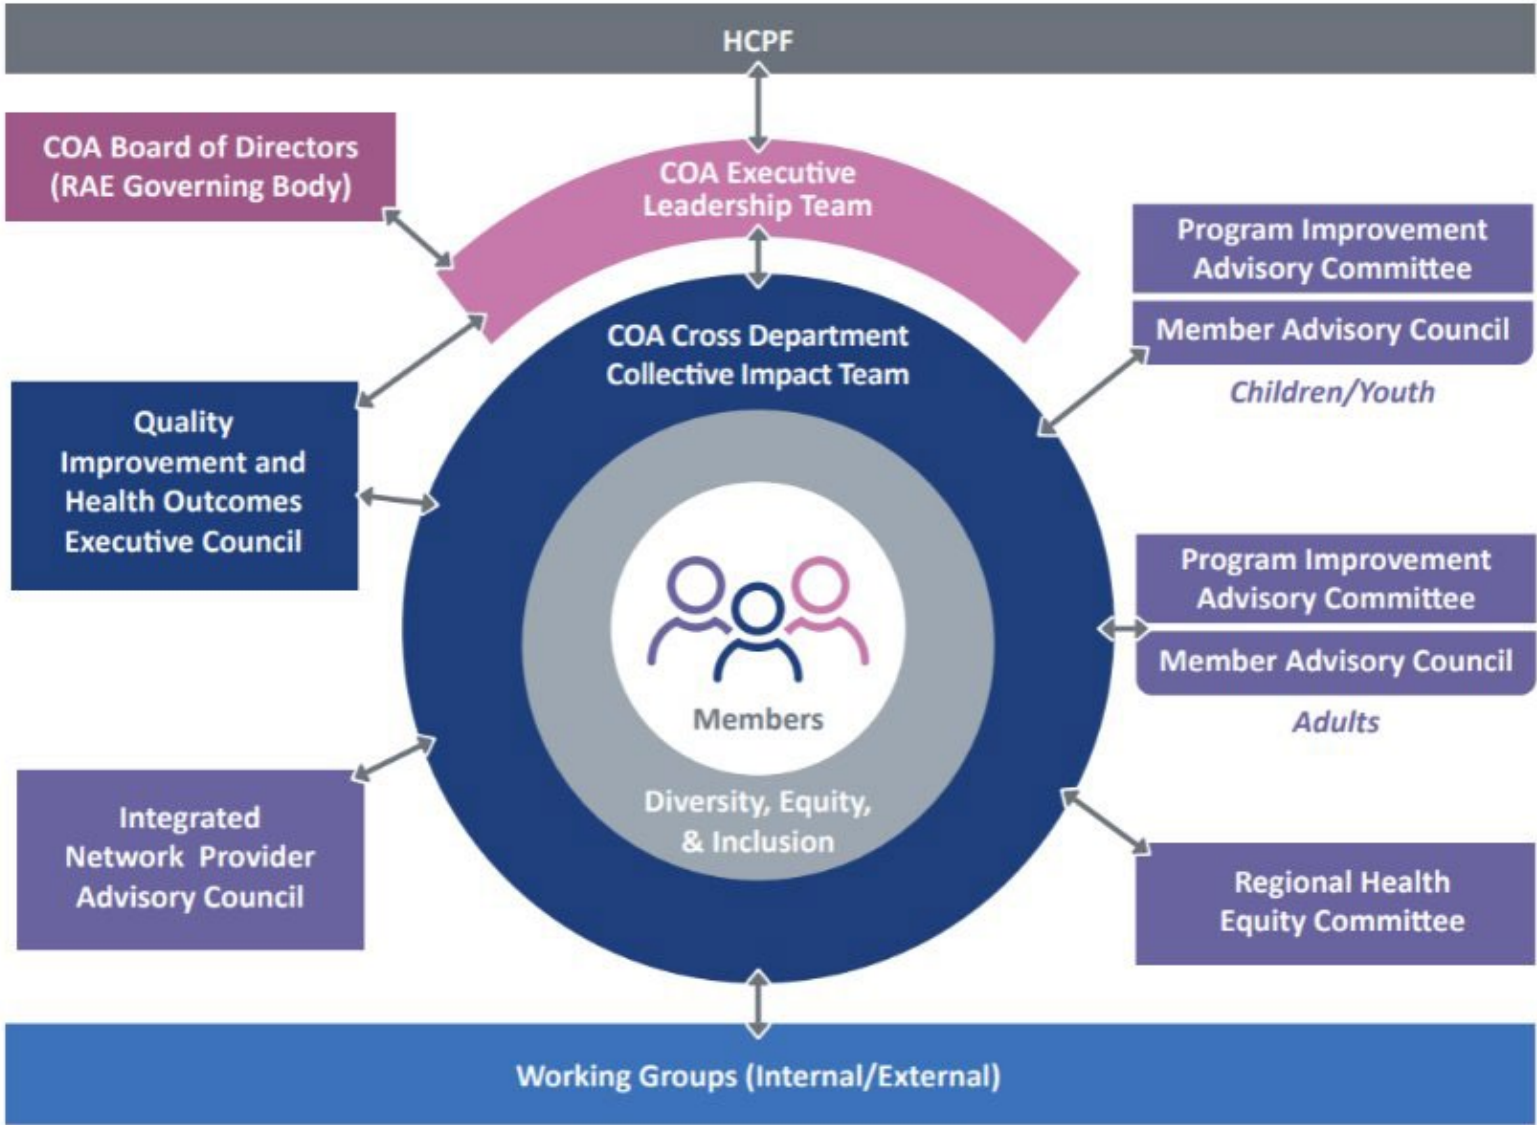 HCPF
COA Board of Directors
(RAE Governing Body)
COA Executive
Leadership Team
Program Improvement
Advisory Committee
Member Advisory Council
Children/Youth
COA Cross Department
Collective Impact Team
Quality
Improvement and
Health Outcomes
Executive Council
Program Improvement
Advisory Committee
Member Advisory Council
Adults
Members
Diversity, Equity,
& Inclusion
Integrated
Network Provider
Advisory Council
Regional Health
Equity Committee
Working Groups (Internal/External)